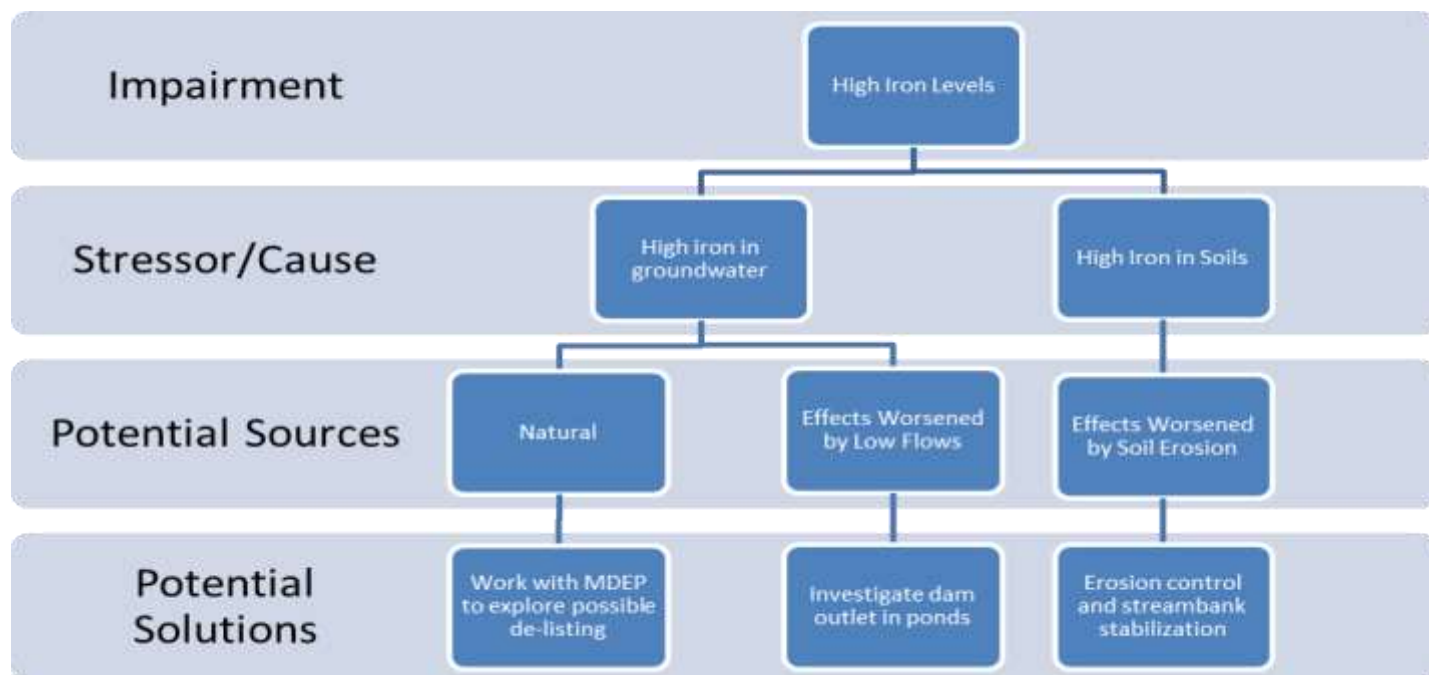 Impairment
High Iron Levels
Stressor/Cause
High iron in
groundwater
High Iron in Soils
Potential Sources
Natural
Effects Worsened
by Low Flows
Effects Worsened
by Soil Erosion
Potential
Solutions
Work with MDEP
to explore possible
de-listing
Investigate dam
outlet in ponds
Erosion control
and streambank
stabilization